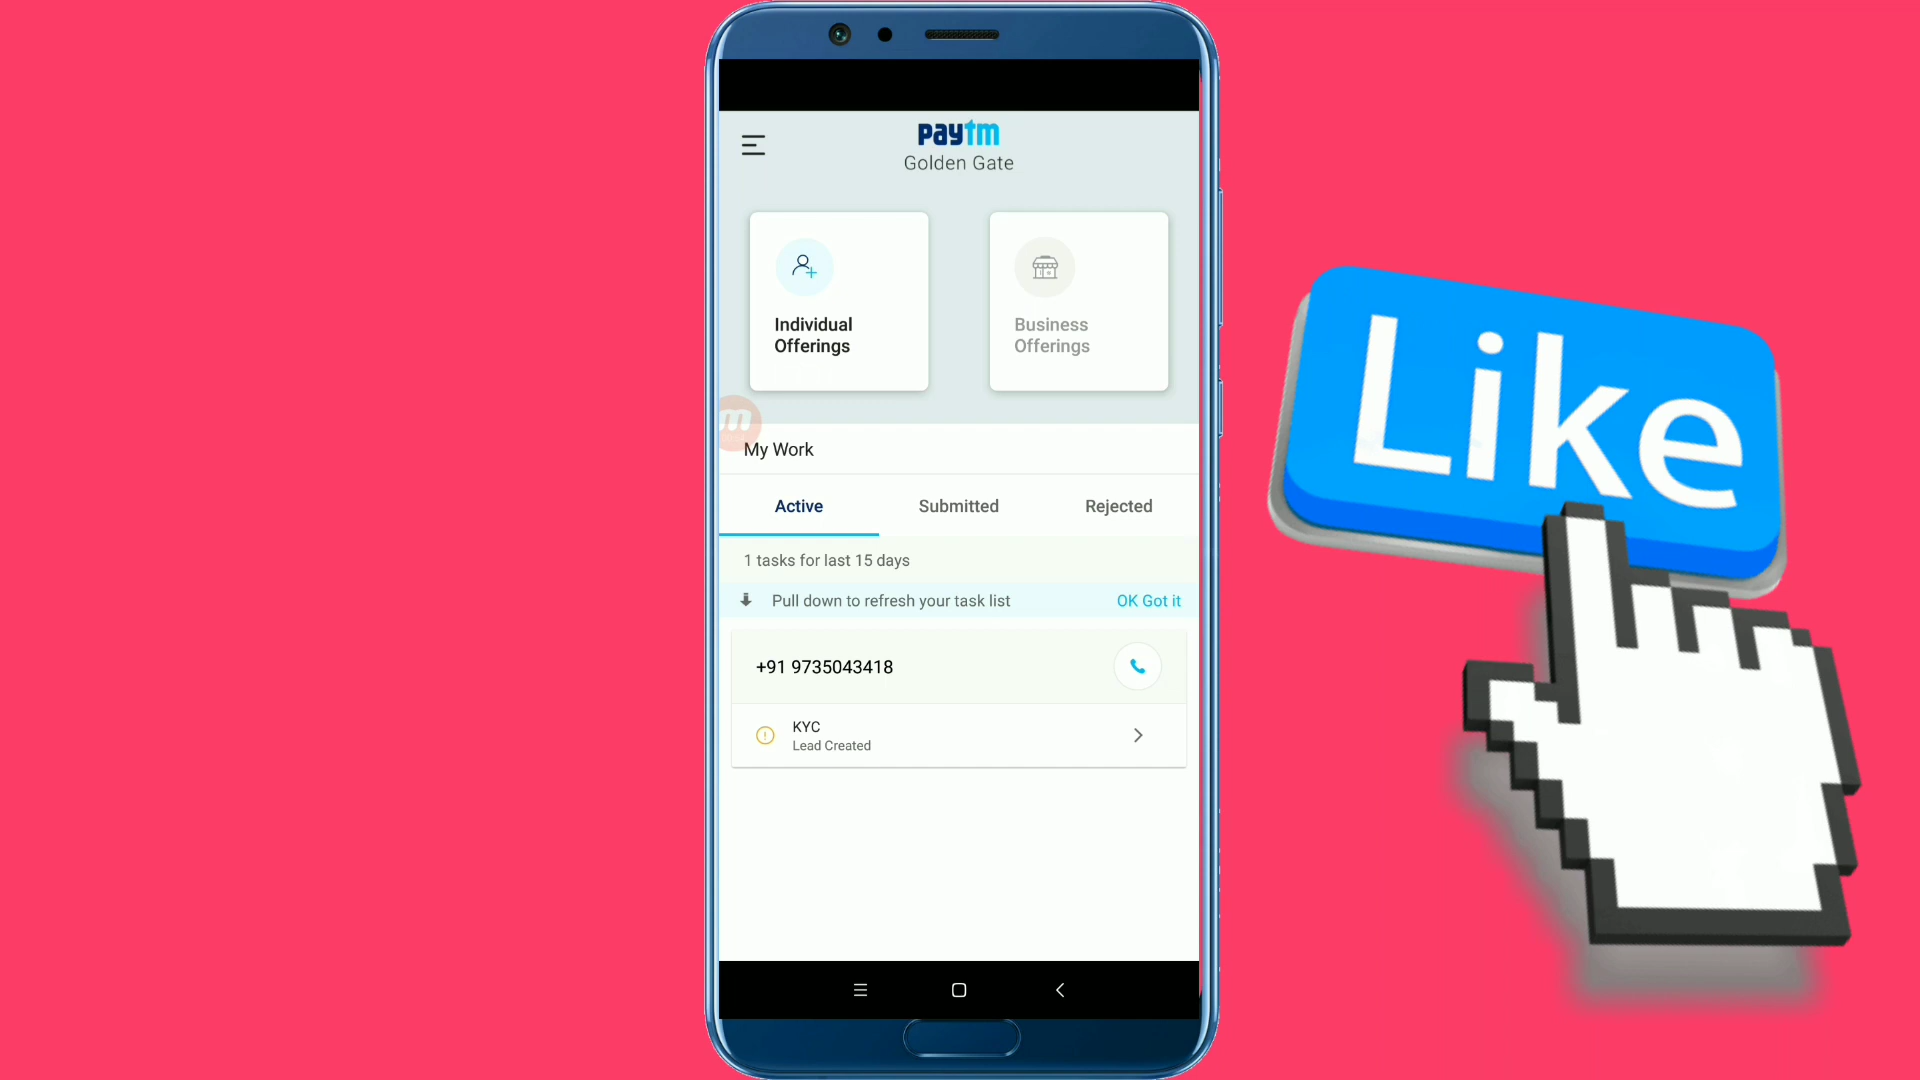 paytm
Golden Gate
Individual
Offerings
Business
Offerings
My Work
Active
Submitted
Rejected
1 tasks for last 15 days
Pull down to refresh your task list
OK Got it
+91 9735043418
KYC
Lead Created
Like